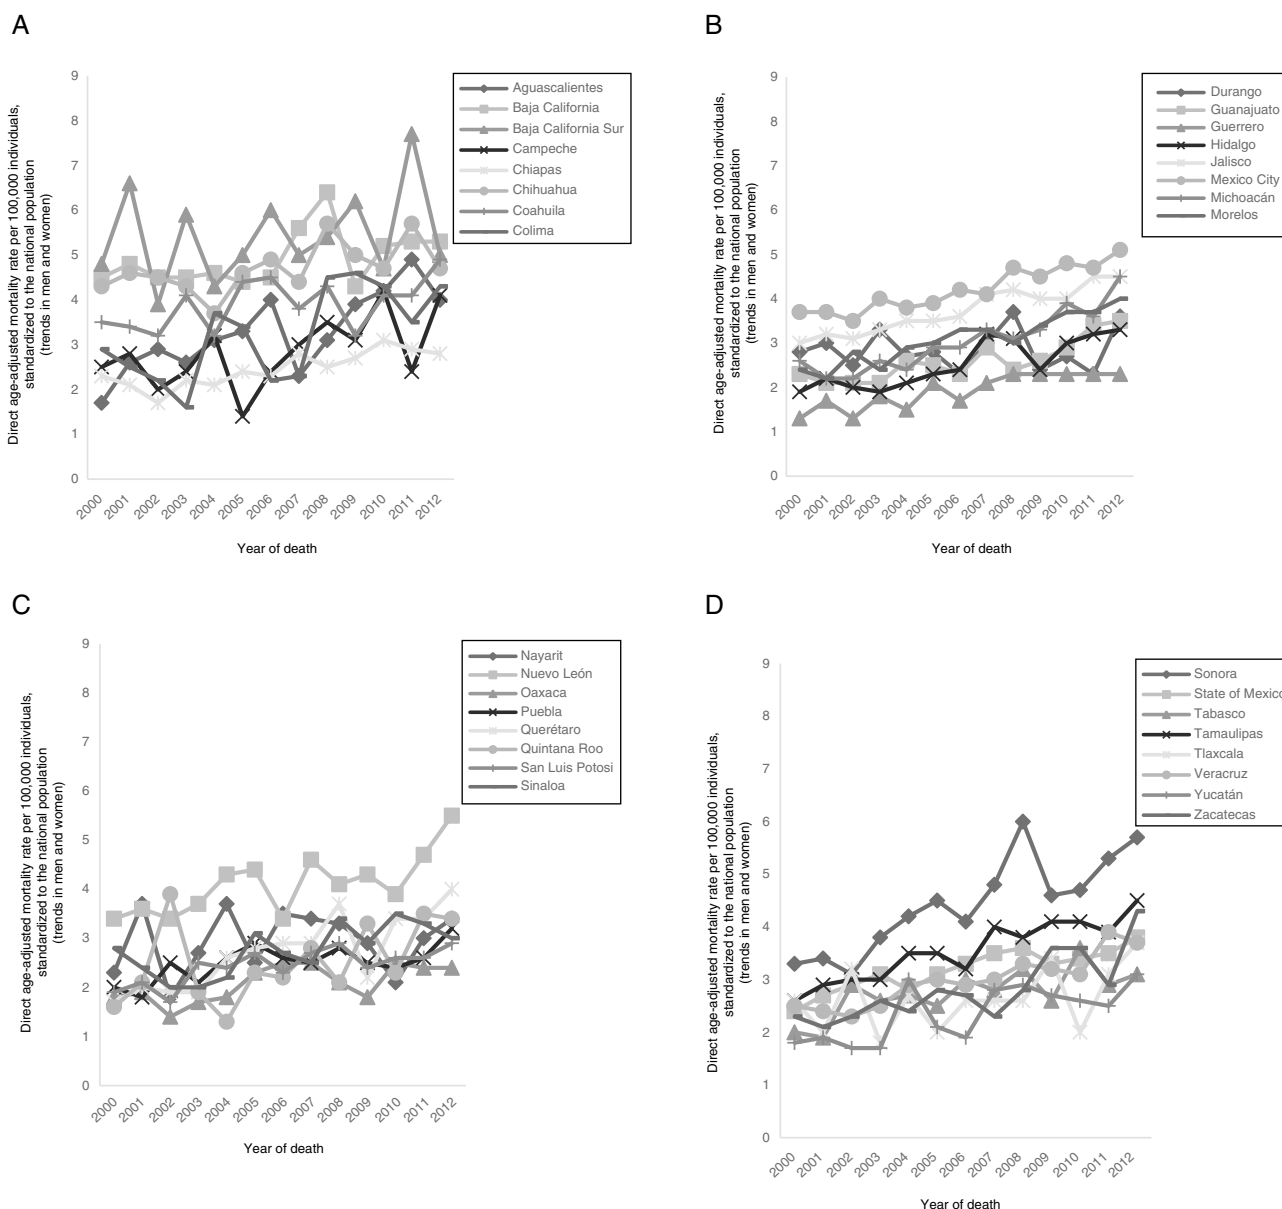 A
Direct age-adjusted mortality rate per 100,000 individuals,
standardized to the national population
(trends in men and women)
9
8
7
6
5
4
3
2
1
0
2000
2001
2002
2003
2004
2005
2006
2007
2008
2009
2010
2011
2012
Year of death
Aguascalientes
Baja California
Baja California Sur
Campeche
Chiapas
Chihuahua
Coahuila
Colima
B
Direct age-adjusted mortality rate per 100,000 individuals,
standardized to the national population
(trends in men and women)
9
8
7
6
5
4
3
2
1
0
2000
2001
2002
2003
2004
2005
2006
2007
2008
2009
2010
2011
2012
Year of death
Durango
Guanajuato
Guerrero
Hidalgo
Jalisco
Mexico City
Michoacán
Morelos
C
Direct age-adjusted mortality rate per 100,000 individuals,
standardized to the national population
(trends in men and women)
9
8
7
6
5
4
3
2
1
0
2000
2001
2002
2003
2004
2005
2006
2007
2008
2009
2010
2011
2012
Year of death
Nayarit
Nuevo León
Oaxaca
Puebla
Querétaro
Quintana Roo
San Luis Potosi
Sinaloa
D
Direct age-adjusted mortality rate per 100,000 individuals,
standardized to the national population
(trends in men and women)
9
8
7
6
5
4
3
2
1
0
2000
2001
2002
2003
2004
2005
2006
2007
2008
2009
2010
2011
2012
Year of death
Sonora
State of Mexico
Tabasco
Tamaulipas
Tlaxcala
Veracruz
Yucatán
Zacatecas